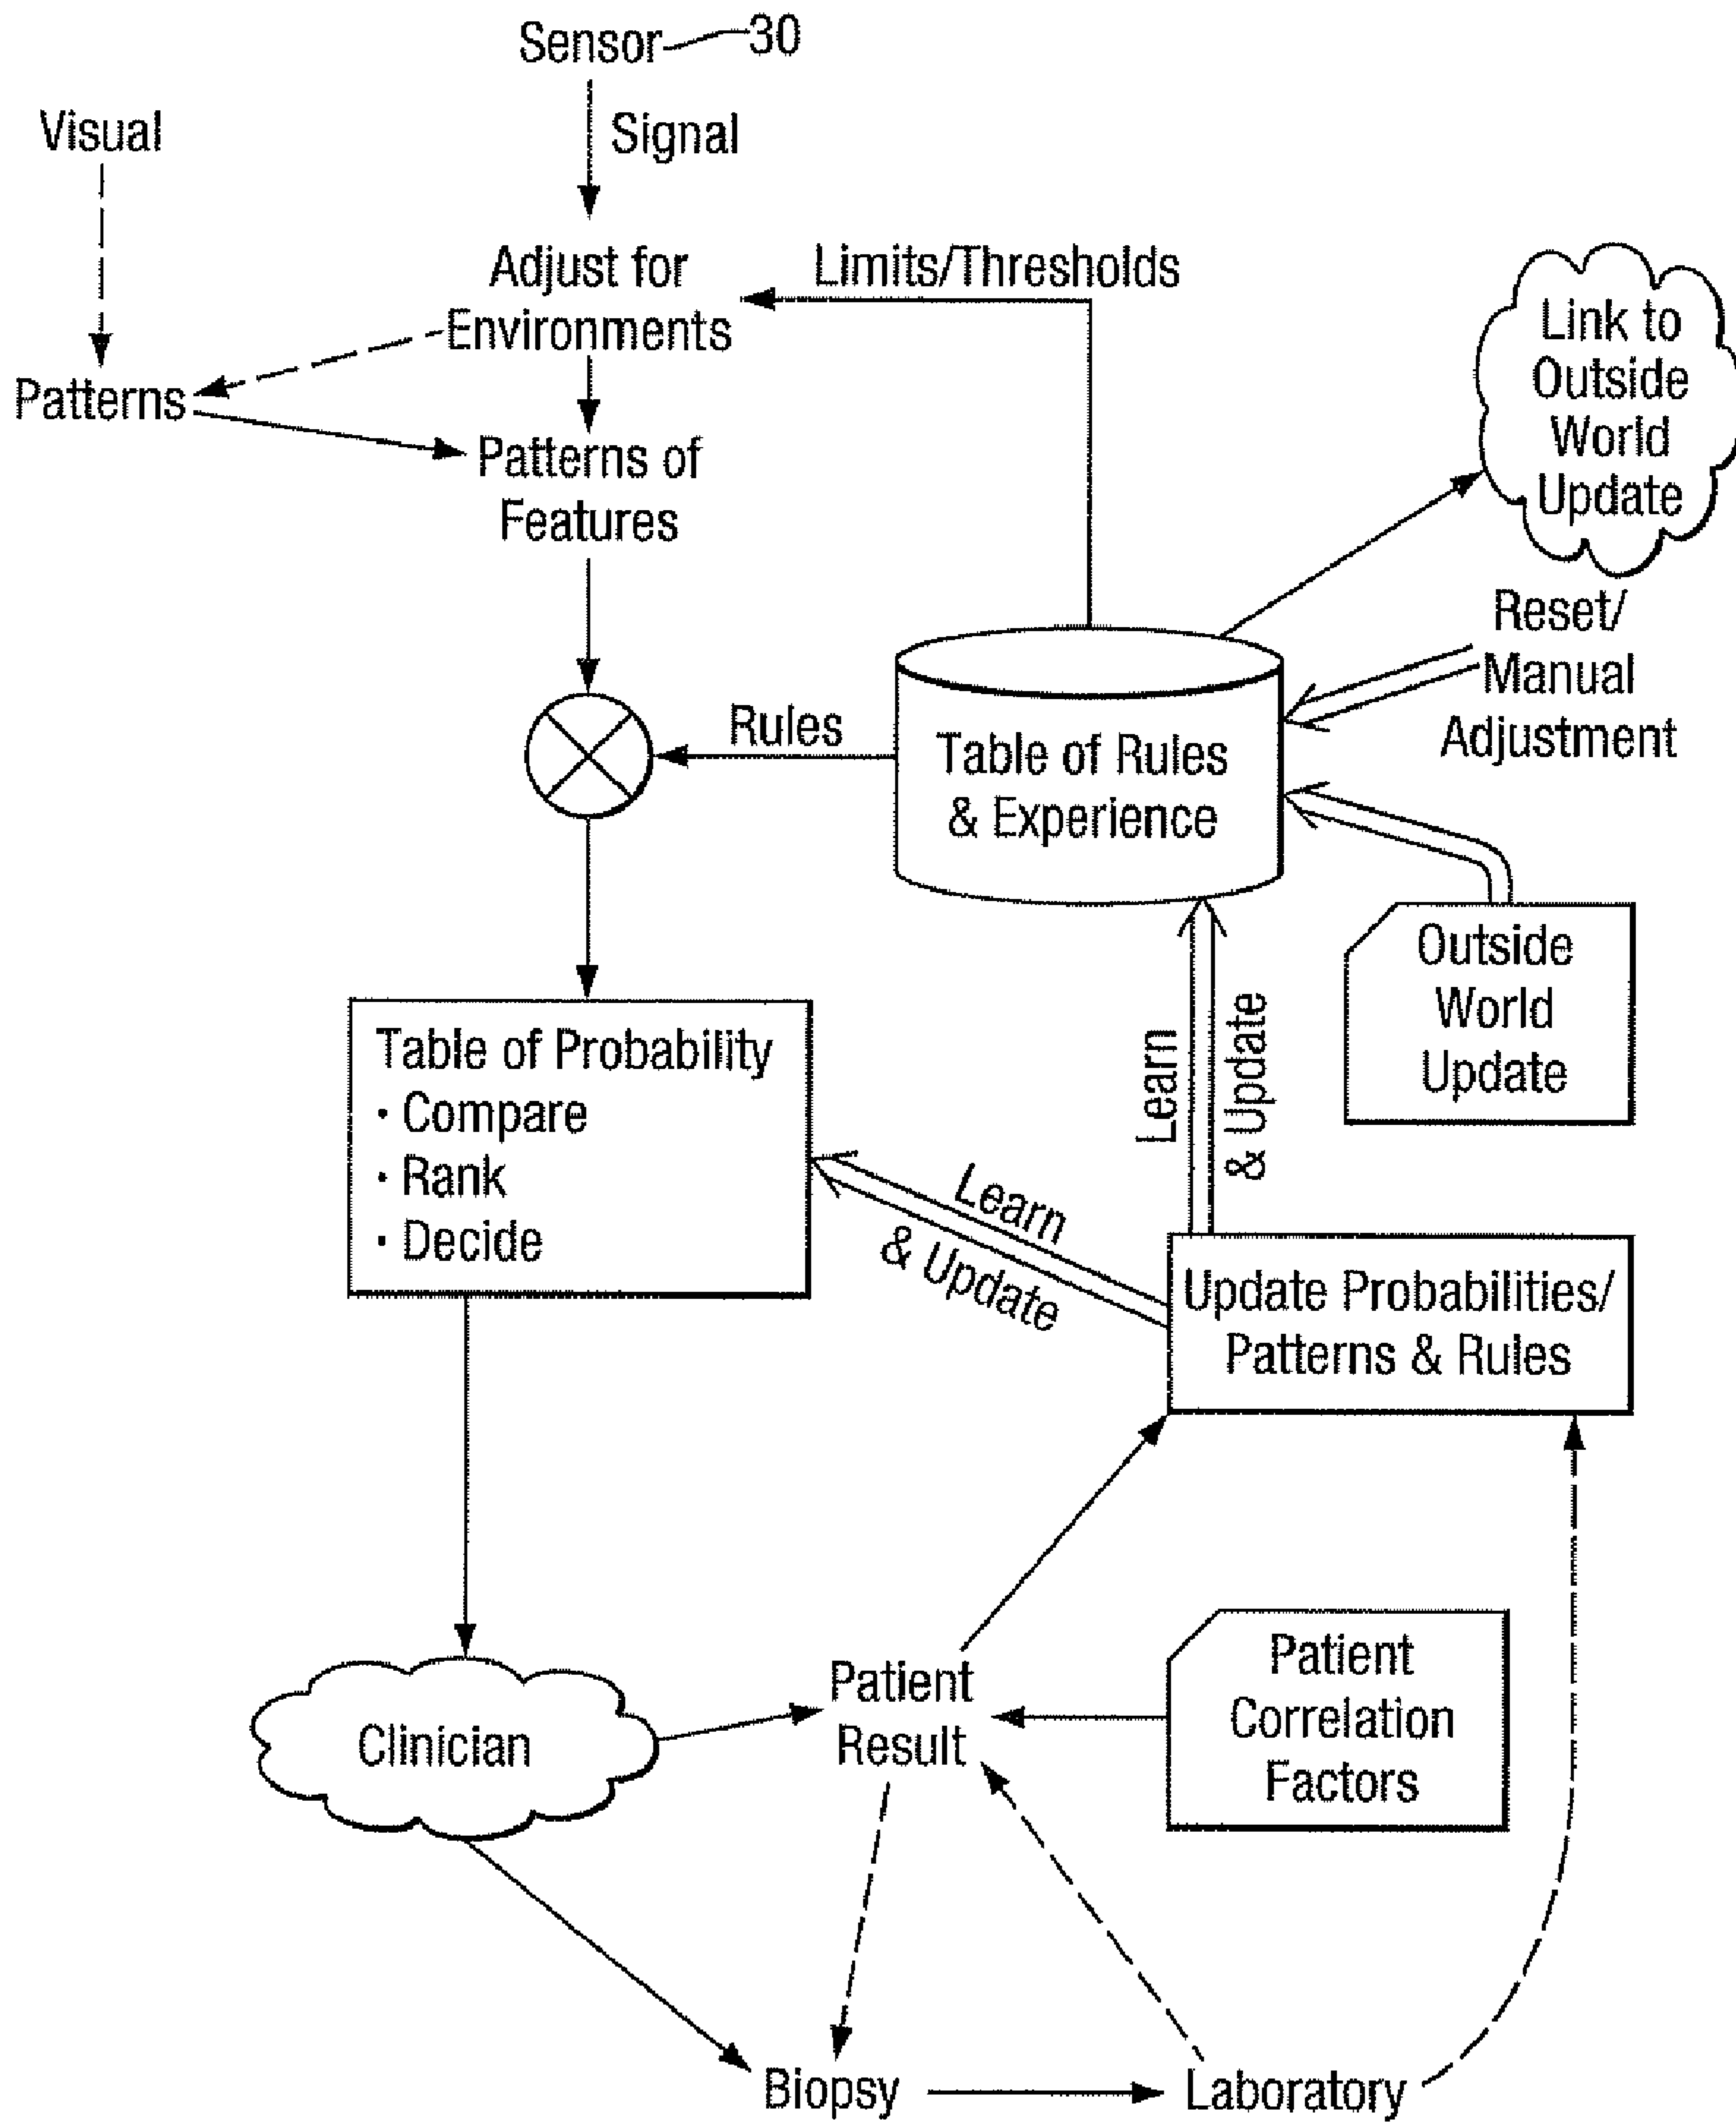 Sensor 30
Visual
Signal
Adjust for
Environments
Limits/Thresholds
Patterns
Patterns of
Features
Link to
Outside
World
Update
Reset/
Manual
Adjustment
Rules
Table of Rules
& Experience
Outside
World
Update
Learn
& Update
Table of Probability
· Compare
· Rank
· Decide
Learn
& Update
Update Probabilities/
Patterns & Rules
Clinician
Patient
Result
Patient
Correlation
Factors
Biopsy
Laboratory